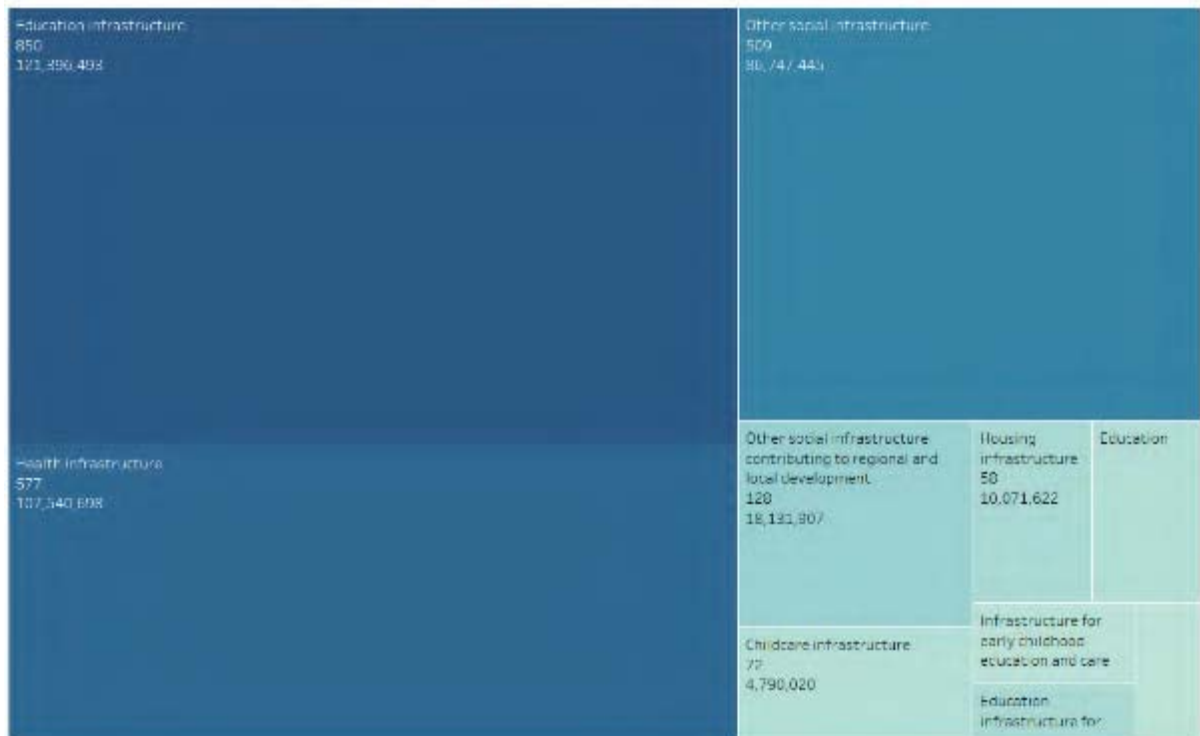 Education infrastructure
850
121,396,493
Other social infrastructure
509
86,747,445
Health infrastructure
577
107,540,698
Other social infrastructure
contributing to regional and
local development
128
18,131,907
Housing
infrastructure
58
10,071,622
Education
Childcare infrastructure
72
4,790,020
Infrastructure for
early childhood
education and care
Education
infrastructure for